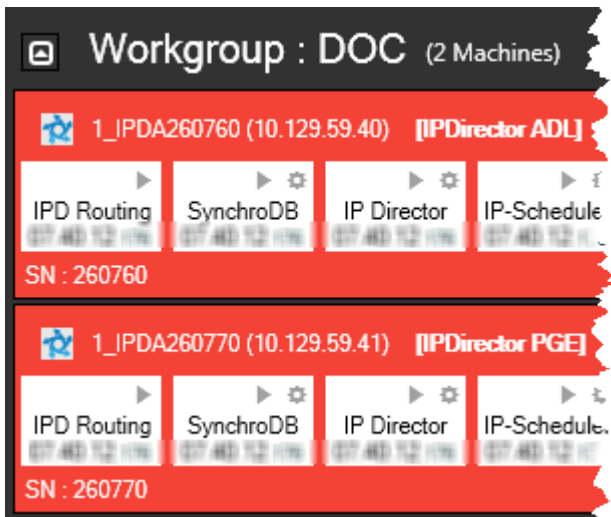 Workgroup : DOC (2 Machines)
1_IPDA260760 (10.129.59.40) [IPDirector ADL]
IPD Routing SynchroDB IP Director IP-Schedule
SN : 260760
1_IPDA260770 (10.129.59.41) [IPDirector PGE]
IPD Routing SynchroDB IP Director IP-Schedule.
SN : 260770